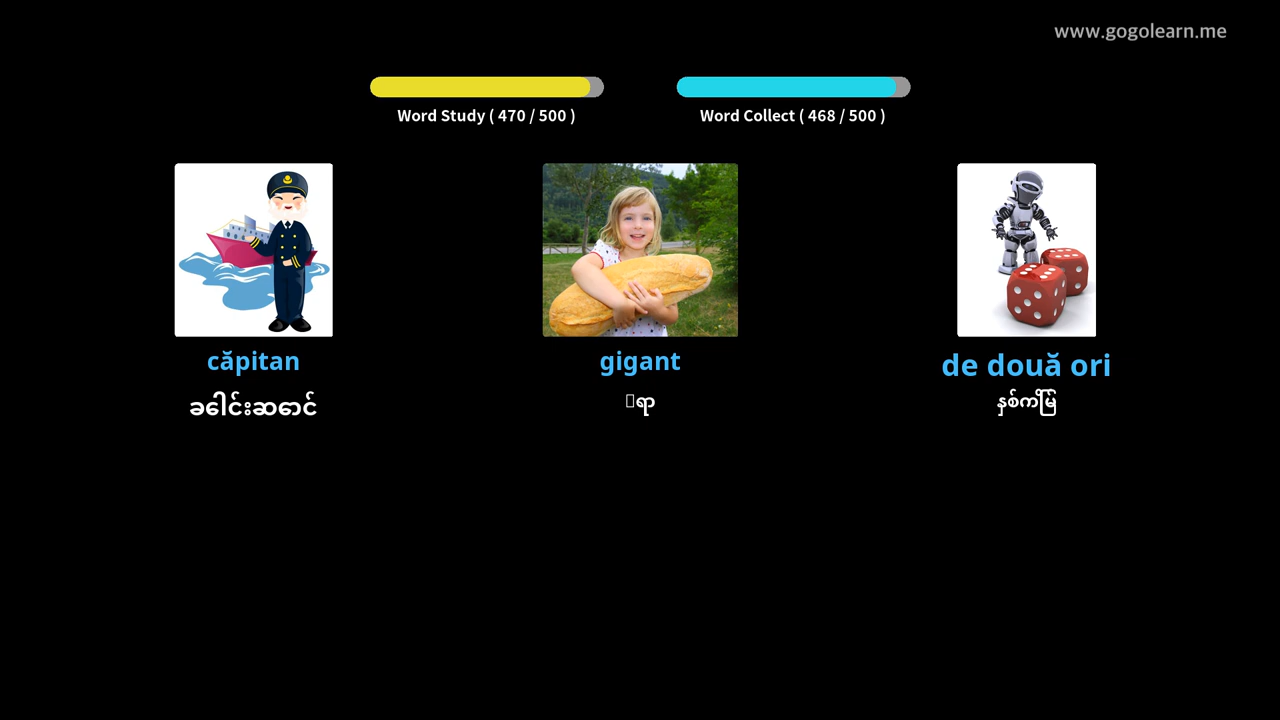 www.gogolearn.me
Word Study ( 470 / 500 )
Word Collect ( 468 / 500 )
căpitan
gigant
de două ori
ခေါင်းဆောင်
နှစ်ကြိမ်